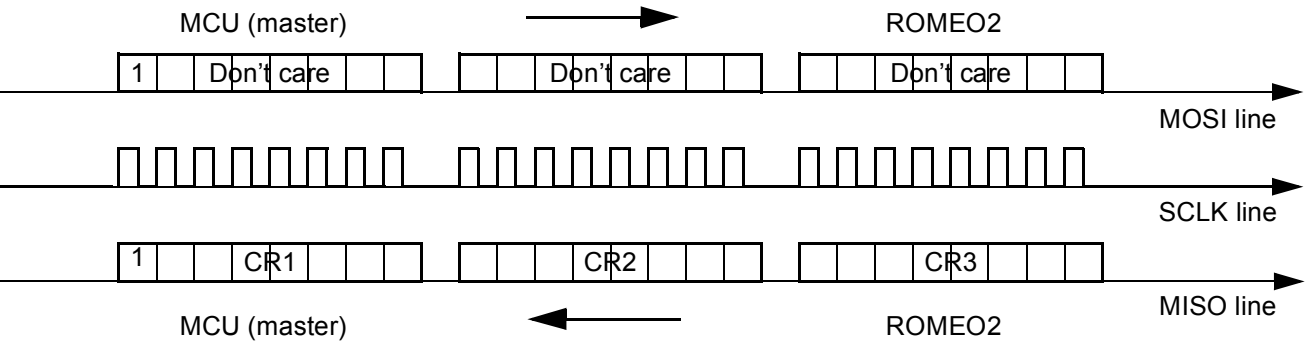 MCU (master) ROMEO2
1 Don't care Don't care Don't care
MOSI line
SCLK line
1 CR1 CR2 CR3
MISO line
MCU (master) ROMEO2